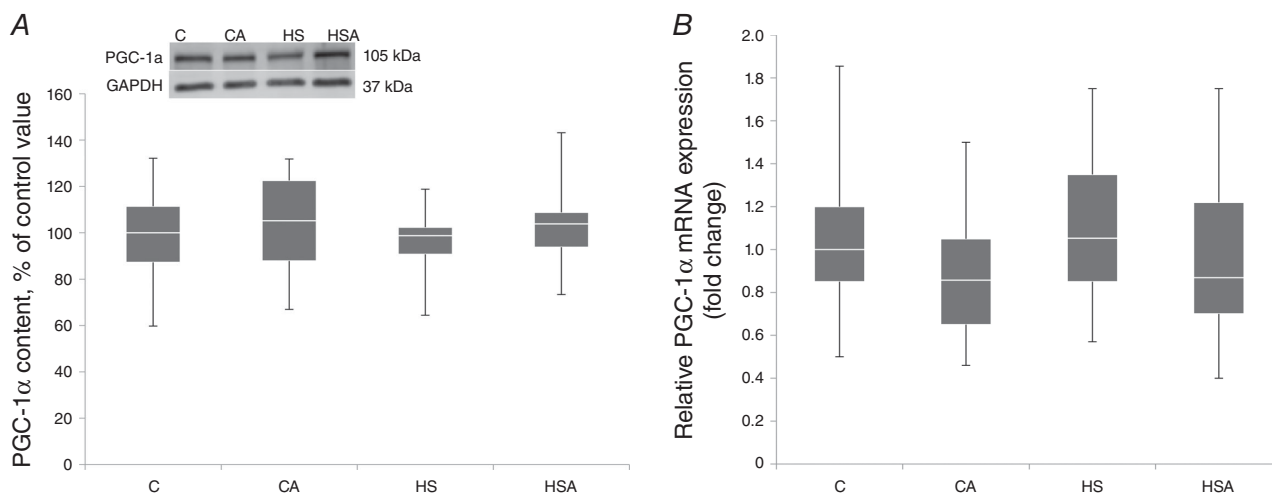 A
C CA HS HSA
PGC-1a 105 kDa
GAPDH 37 kDa
PGC-1α content, % of control value
160
140
120
100
80
60
40
20
0
C CA HS HSA
B
Relative PGC-1α mRNA expression
(fold change)
2.0
1.8
1.6
1.4
1.2
1.0
0.8
0.6
0.4
0.2
0
C CA HS HSA